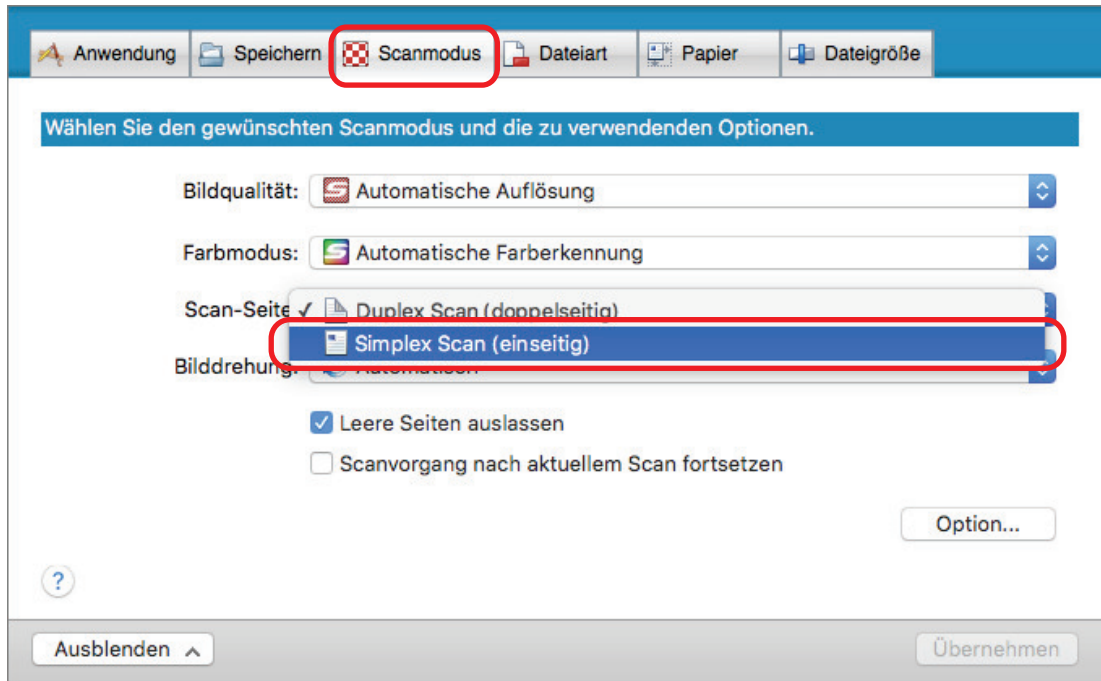 Anwendung Speichern Scanmodus Dateiart Papier Dateigröße
Wählen Sie den gewünschten Scanmodus und die zu verwendenden Optionen.
Bildqualität: Automatische Auflösung
Farbmodus: Automatische Farberkennung
Scan-Seite ✓ Duplex Scan (doppelseitig)
Simplex Scan (einseitig)
Bilddrehung: Automatisch
Leere Seiten auslassen
Scanvorgang nach aktuellem Scan fortsetzen
Option...
?
Ausblenden Übernehmen